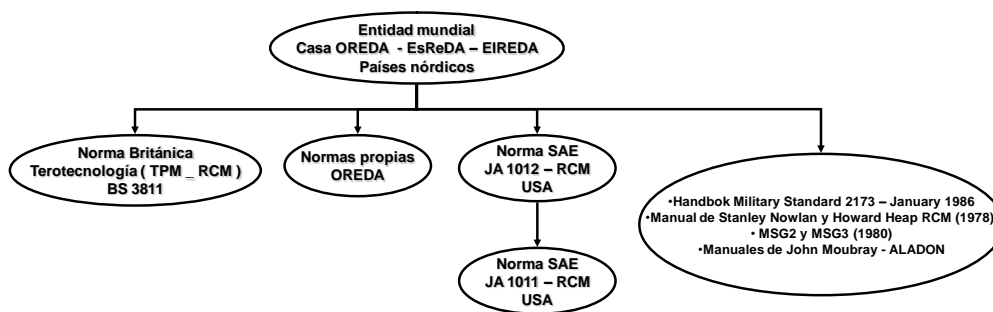 Entidad mundial
Casa OREDA - EsReDA – EIREDA
Países nórdicos
Norma Británica
Terotecnología ( TPM _ RCM )
BS 3811
Normas propias
OREDA
Norma SAE
JA 1012 – RCM
USA
•Handbok Military Standard 2173 – January 1986
•Manual de Stanley Nowlan y Howard Heap RCM (1978)
• MSG2 y MSG3 (1980)
•Manuales de John Moubray - ALADON
Norma SAE
JA 1011 – RCM
USA